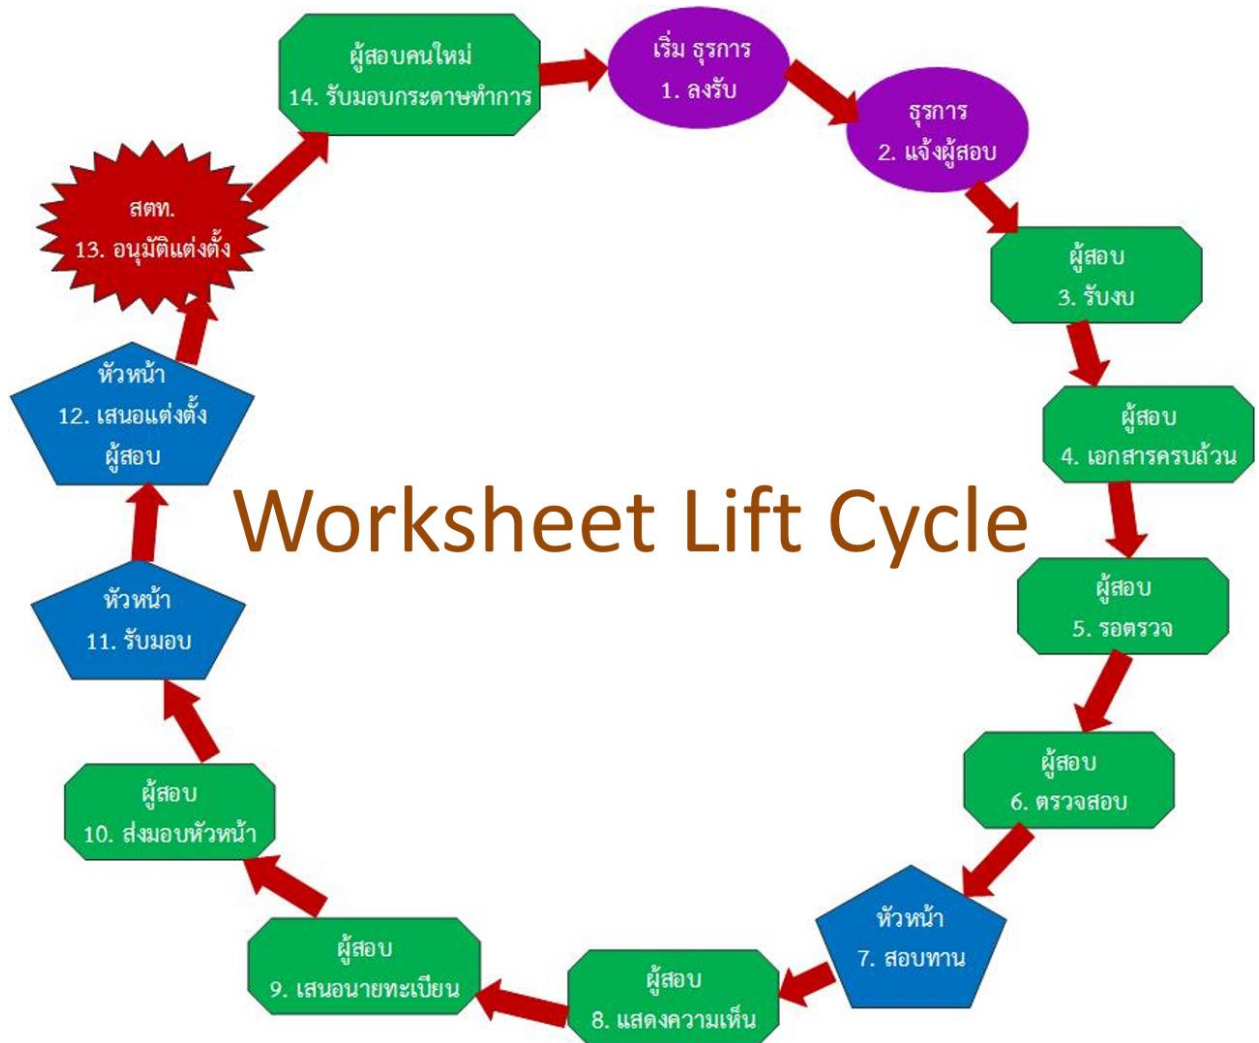 เริ่ม ธุรการ
1. ลงรับ
ธุรการ
2. แจ้งผู้สอบ
ผู้สอบ
3. รับงบ
ผู้สอบ
4. เอกสารครบถ้วน
ผู้สอบ
5. รอตรวจ
ผู้สอบ
6. ตรวจสอบ
หัวหน้า
7. สอบทาน
ผู้สอบ
8. แสดงความเห็น
ผู้สอบ
9. เสนอนายทะเบียน
ผู้สอบ
10. ส่งมอบหัวหน้า
หัวหน้า
11. รับมอบ
หัวหน้า
12. เสนอแต่งตั้ง
ผู้สอบ
สตท.
13. อนุมัติแต่งตั้ง
ผู้สอบคนใหม่
14. รับมอบกระดาษทำการ
Worksheet Lift Cycle